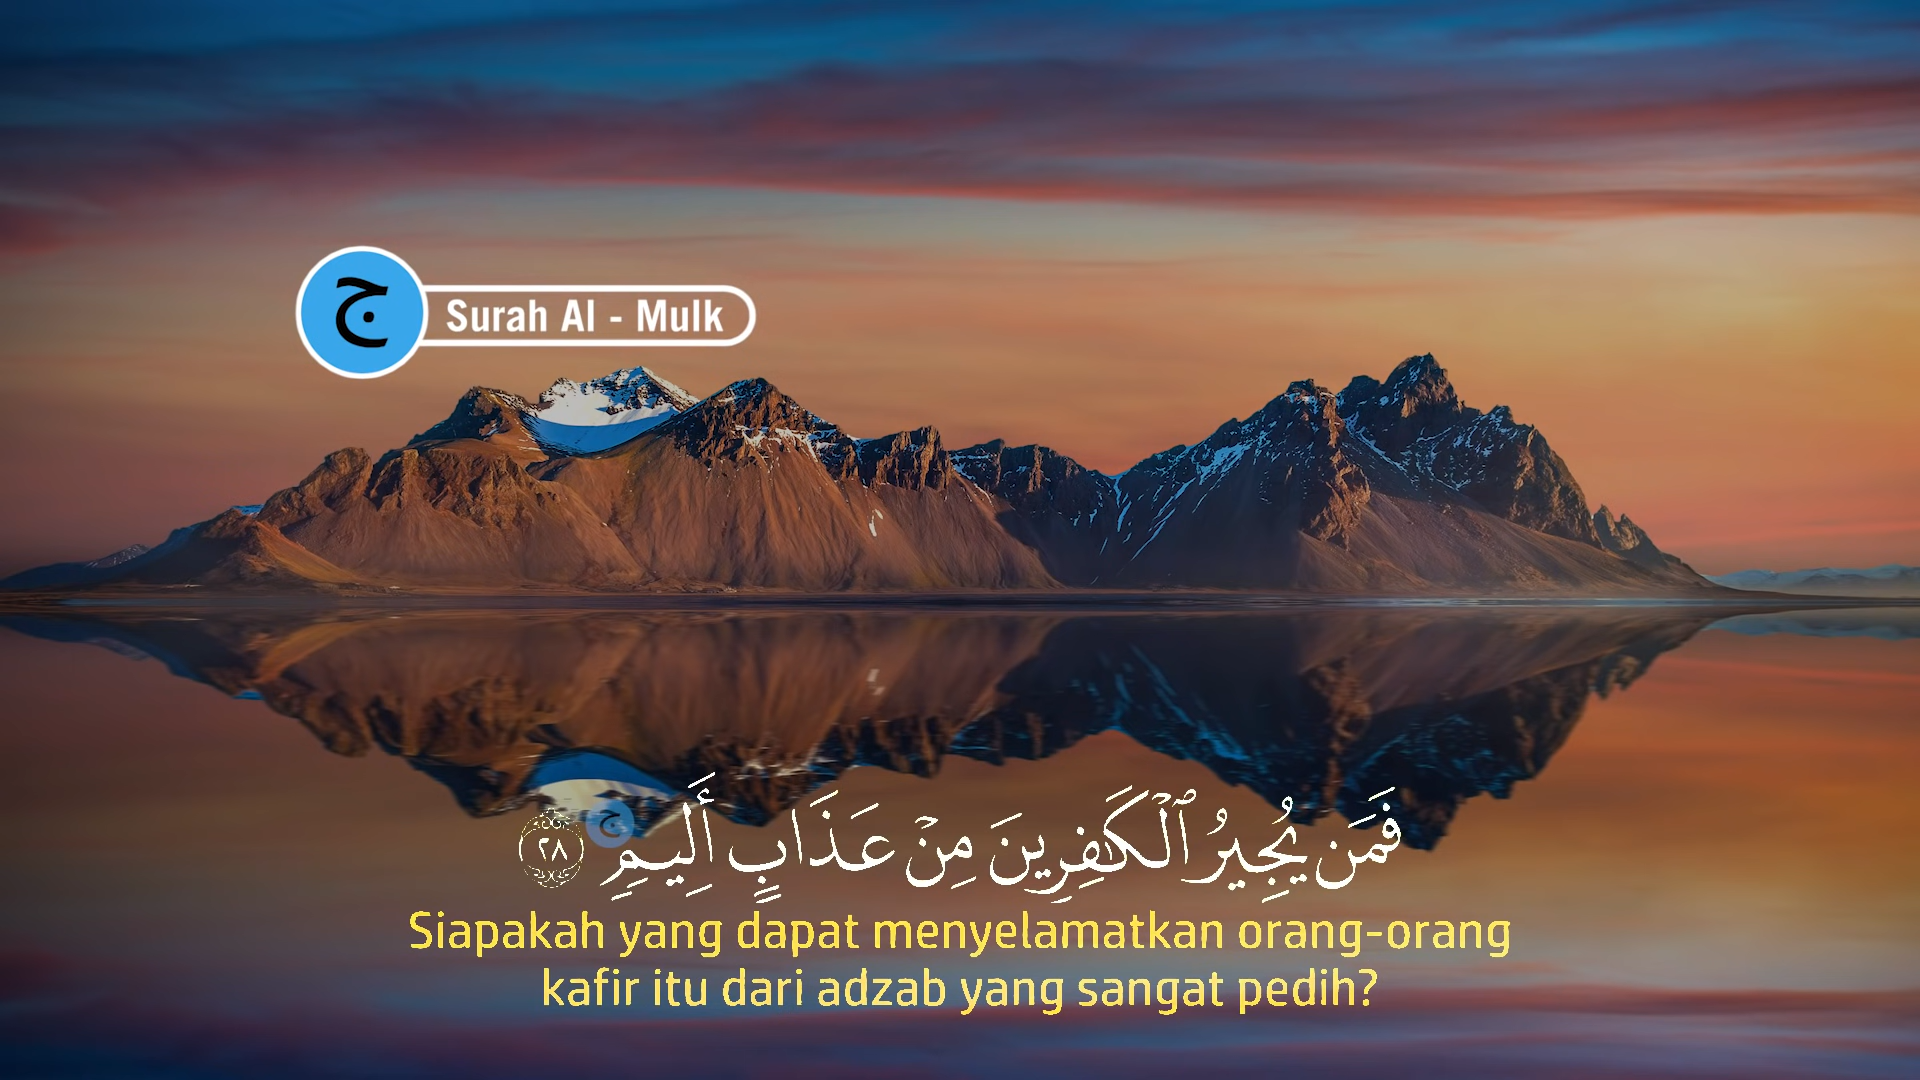 ج
Surah Al - Mulk
فَمَن يُجِيرُ ٱلْكَٰفِرِينَ مِنْ عَذَابٍ أَلِيمٍ ٢٨
ج
Siapakah yang dapat menyelamatkan orang-orang
kafir itu dari adzab yang sangat pedih?